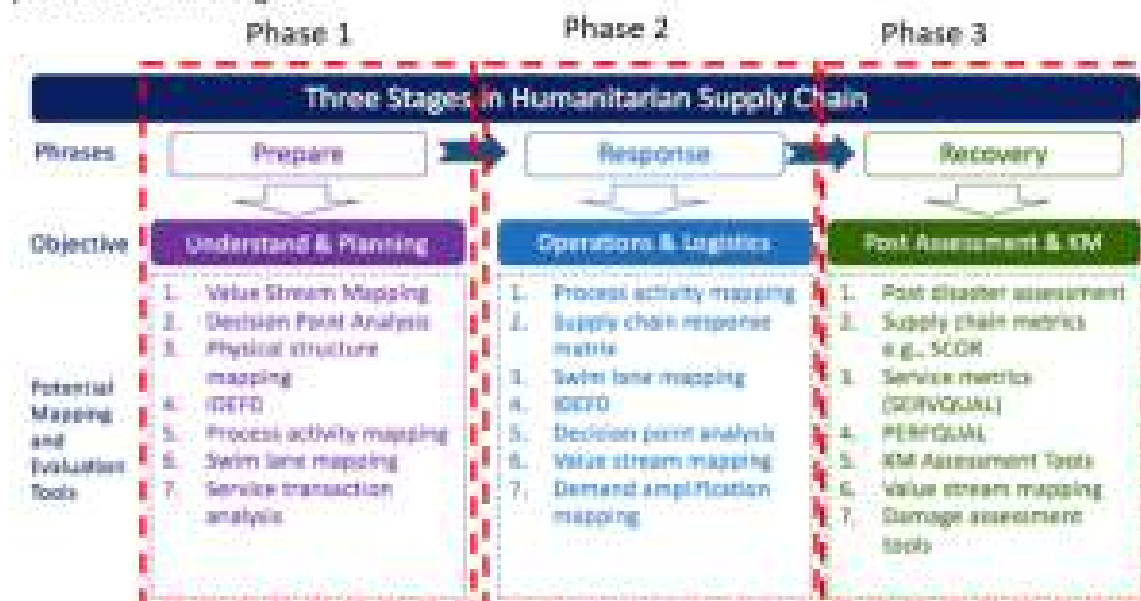 Phase 1
Phase 2
Phase 3
Three Stages in Humanitarian Supply Chain
Phrases
Prepare
Response
Recovery
Objective
Understand & Planning
Operations & Logistics
Post Assessment & KM
Potential
Mapping
and
Evaluation
Tools
1. Value Stream Mapping
2. Decision Point Analysis
3. Physical structure
mapping
4. IDEF0
5. Process activity mapping
6. Swim lane mapping
7. Service transaction
analysis
1. Process activity mapping
2. Supply chain response
matrix
3. Swim lane mapping
4. IDEF0
5. Decision point analysis
6. Value stream mapping
7. Demand amplification
mapping
1. Post disaster assessment
2. Supply chain metrics
e.g., SCOR
3. Service metrics
(SERVQUAL)
4. PERFQUAL
5. KM Assessment Tools
6. Value stream mapping
7. Damage assessment
tools